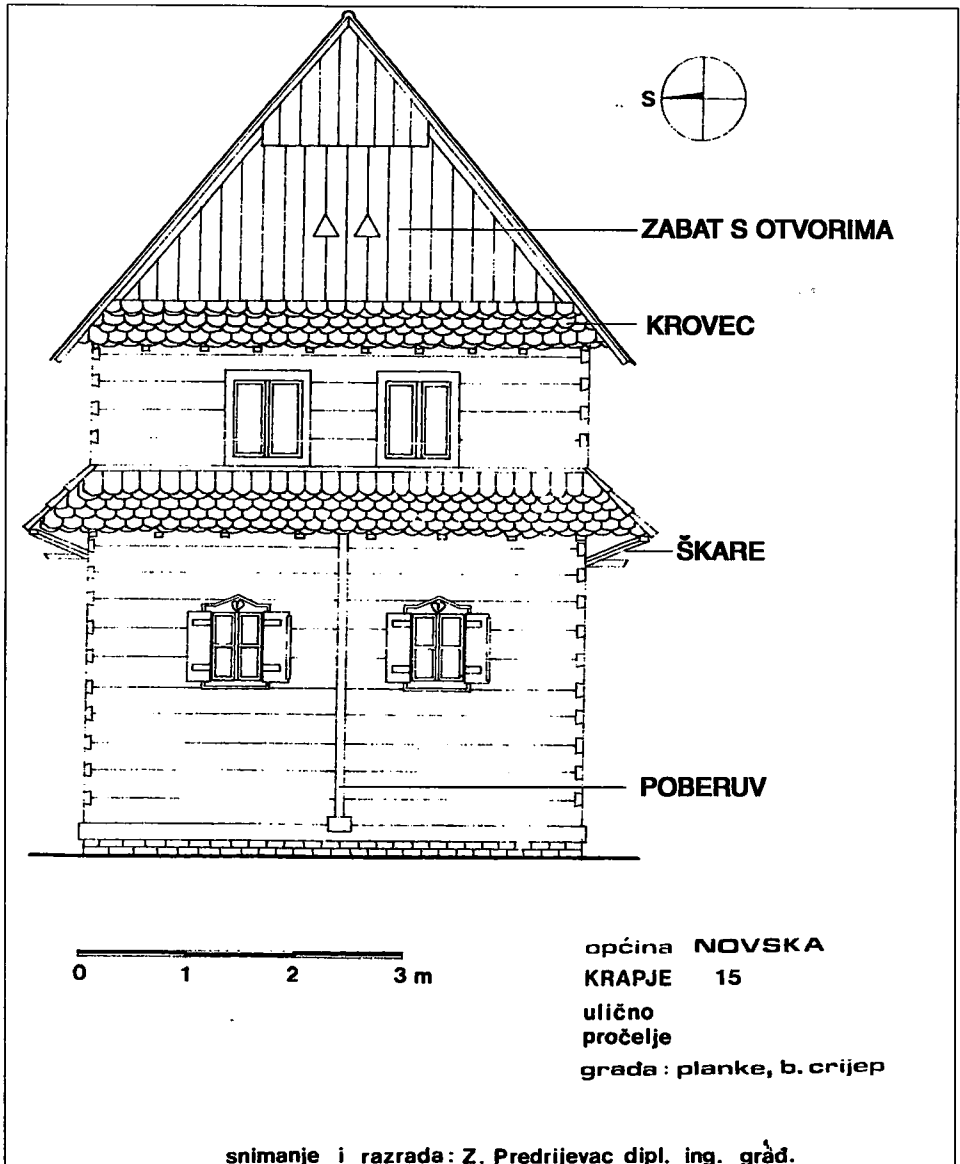 S
ZABAT S OTVORIMA
KROVEC
ŠKARE
POBERUV
0 1 2 3 m
općina NOVSKA
KRAPJE 15
ulično
pročelje
građa : planke, b. crijep
snimanje i razrada : Z. Predrijevac dipl. ing. građ.